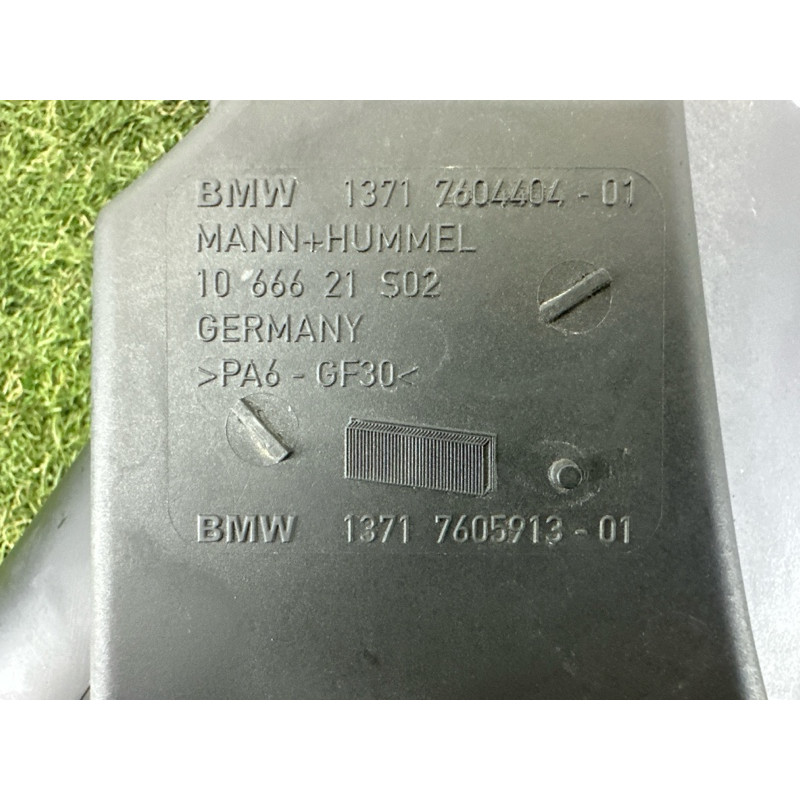 BMW 1371 7604404-01
MANN+HUMMEL
10 666 21 S02
GERMANY
>PA6-GF30<
BMW 1371 7605913-01